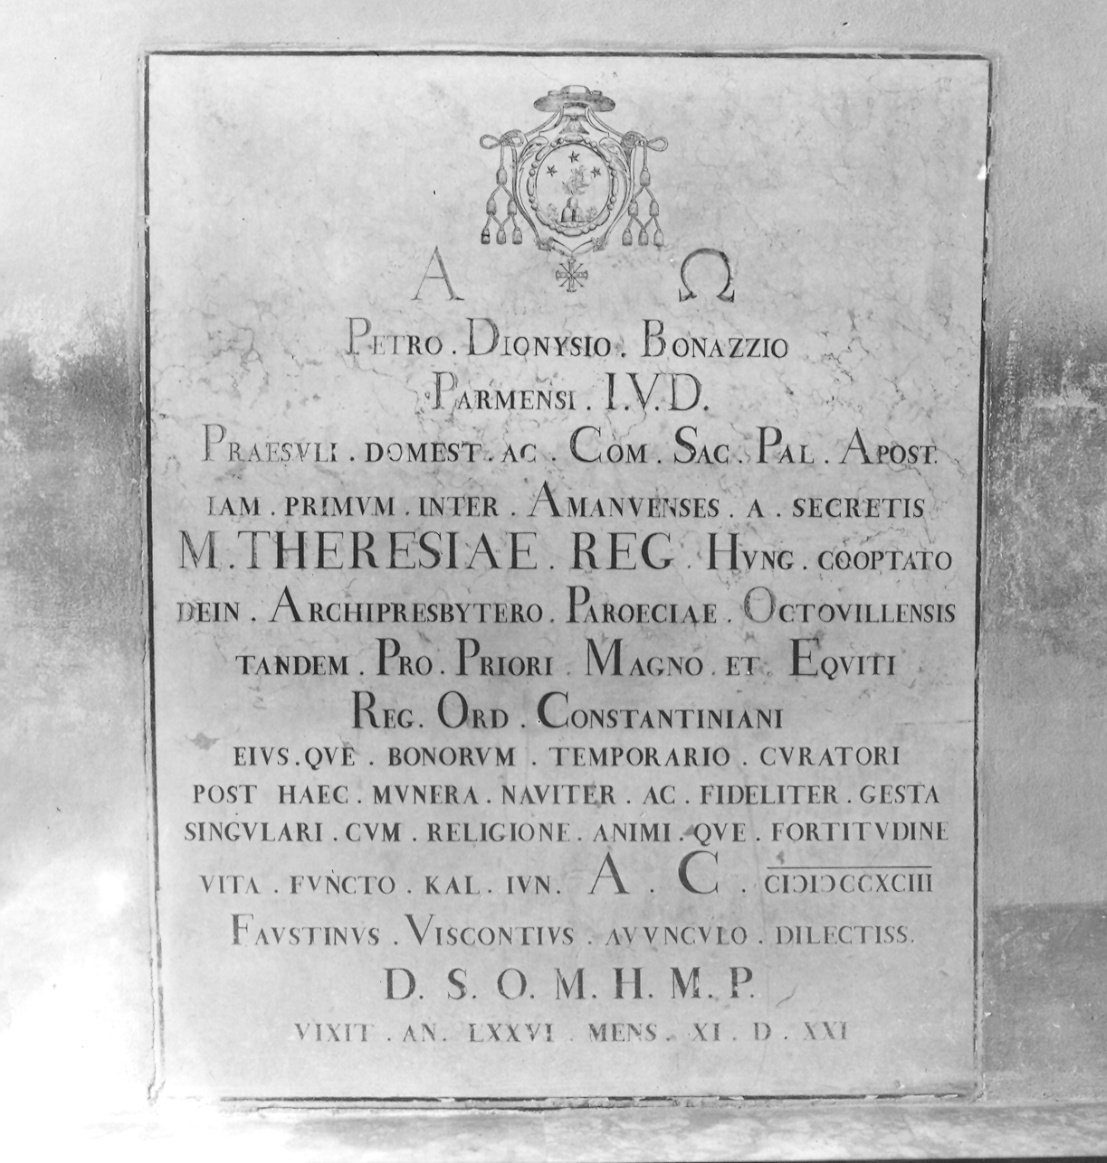 A Ω
PETRO . DIONYSIO . BONAZZIO
PARMENSI . I.V.D.
PRAESVLI . DOMEST . AC . COM . SAC . PAL . APOST.
IAM . PRIMVM . INTER . AMANVENSES . A . SECRETIS
M . THERESIAE . REG . HVNG . COOPTATO
DEIN . ARCHIPRESBYTERO . PAROECIAE . OCTOVILLENSIS
TANDEM . PRO . PRIORI . MAGNO . ET . EQVITI
REG . ORD . CONSTANTINIANI
EIVS . QVE . BONORVM . TEMPORARIO . CVRATORI
POST HAEC . MVNERA . NAVITER . AC . FIDELITER . GESTA
SINGVLARI . CVM . RELIGIONE . ANIMI . QVE . FORTITVDINE
VITA . FVNCTO . KAL . IVN . A . C . CIↃIↃCCXCIII
FAVSTINVS . VISCONTIVS . AVVNCVLO . DILECTISS.
D. S. O. M. H. M. P.
VIXIT . AN . LXXVI . MENS . XI . D . XXI